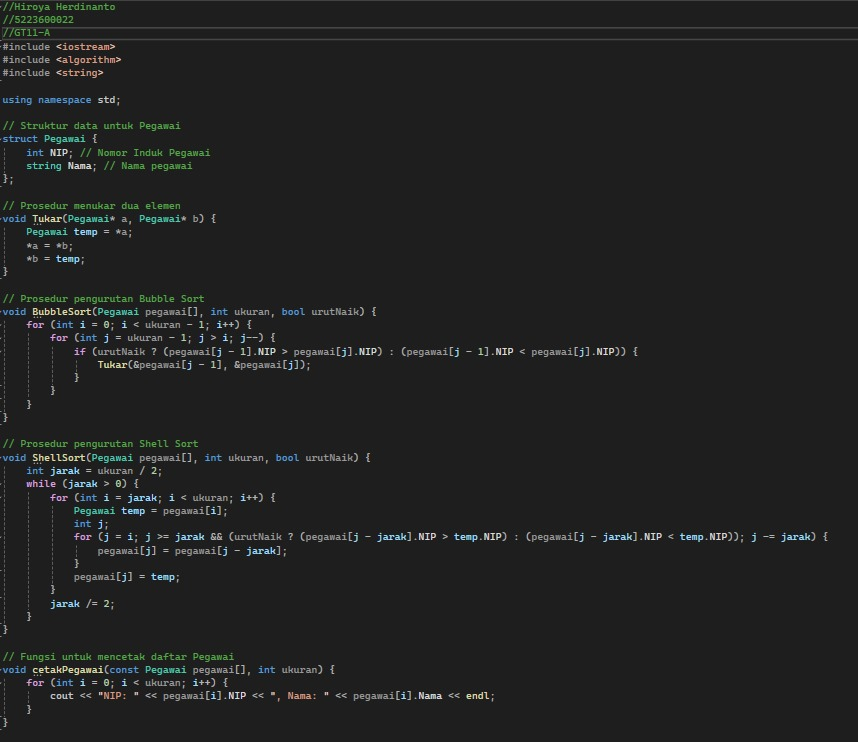 //Hiroya Herdinanto
//5223600022
//GT11-A
#include <iostream>
#include <algorithm>
#include <string>

using namespace std;

// Struktur data untuk Pegawai
struct Pegawai {
    int NIP; // Nomor Induk Pegawai
    string Nama; // Nama pegawai
};

// Prosedur menukar dua elemen
void Tukar(Pegawai* a, Pegawai* b) {
    Pegawai temp = *a;
    *a = *b;
    *b = temp;
}

// Prosedur pengurutan Bubble Sort
void BubbleSort(Pegawai pegawai[], int ukuran, bool urutNaik) {
    for (int i = 0; i < ukuran - 1; i++) {
        for (int j = ukuran - 1; j > i; j--) {
            if (urutNaik ? (pegawai[j - 1].NIP > pegawai[j].NIP) : (pegawai[j - 1].NIP < pegawai[j].NIP)) {
                Tukar(&pegawai[j - 1], &pegawai[j]);
            }
        }
    }
}

// Prosedur pengurutan Shell Sort
void ShellSort(Pegawai pegawai[], int ukuran, bool urutNaik) {
    int jarak = ukuran / 2;
    while (jarak > 0) {
        for (int i = jarak; i < ukuran; i++) {
            Pegawai temp = pegawai[i];
            int j;
            for (j = i; j >= jarak && (urutNaik ? (pegawai[j - jarak].NIP > temp.NIP) : (pegawai[j - jarak].NIP < temp.NIP)); j -= jarak) {
                pegawai[j] = pegawai[j - jarak];
            }
            pegawai[j] = temp;
        }
        jarak /= 2;
    }
}

// Fungsi untuk mencetak daftar Pegawai
void cetakPegawai(const Pegawai pegawai[], int ukuran) {
    for (int i = 0; i < ukuran; i++) {
        cout << "NIP: " << pegawai[i].NIP << ", Nama: " << pegawai[i].Nama << endl;
    }
}